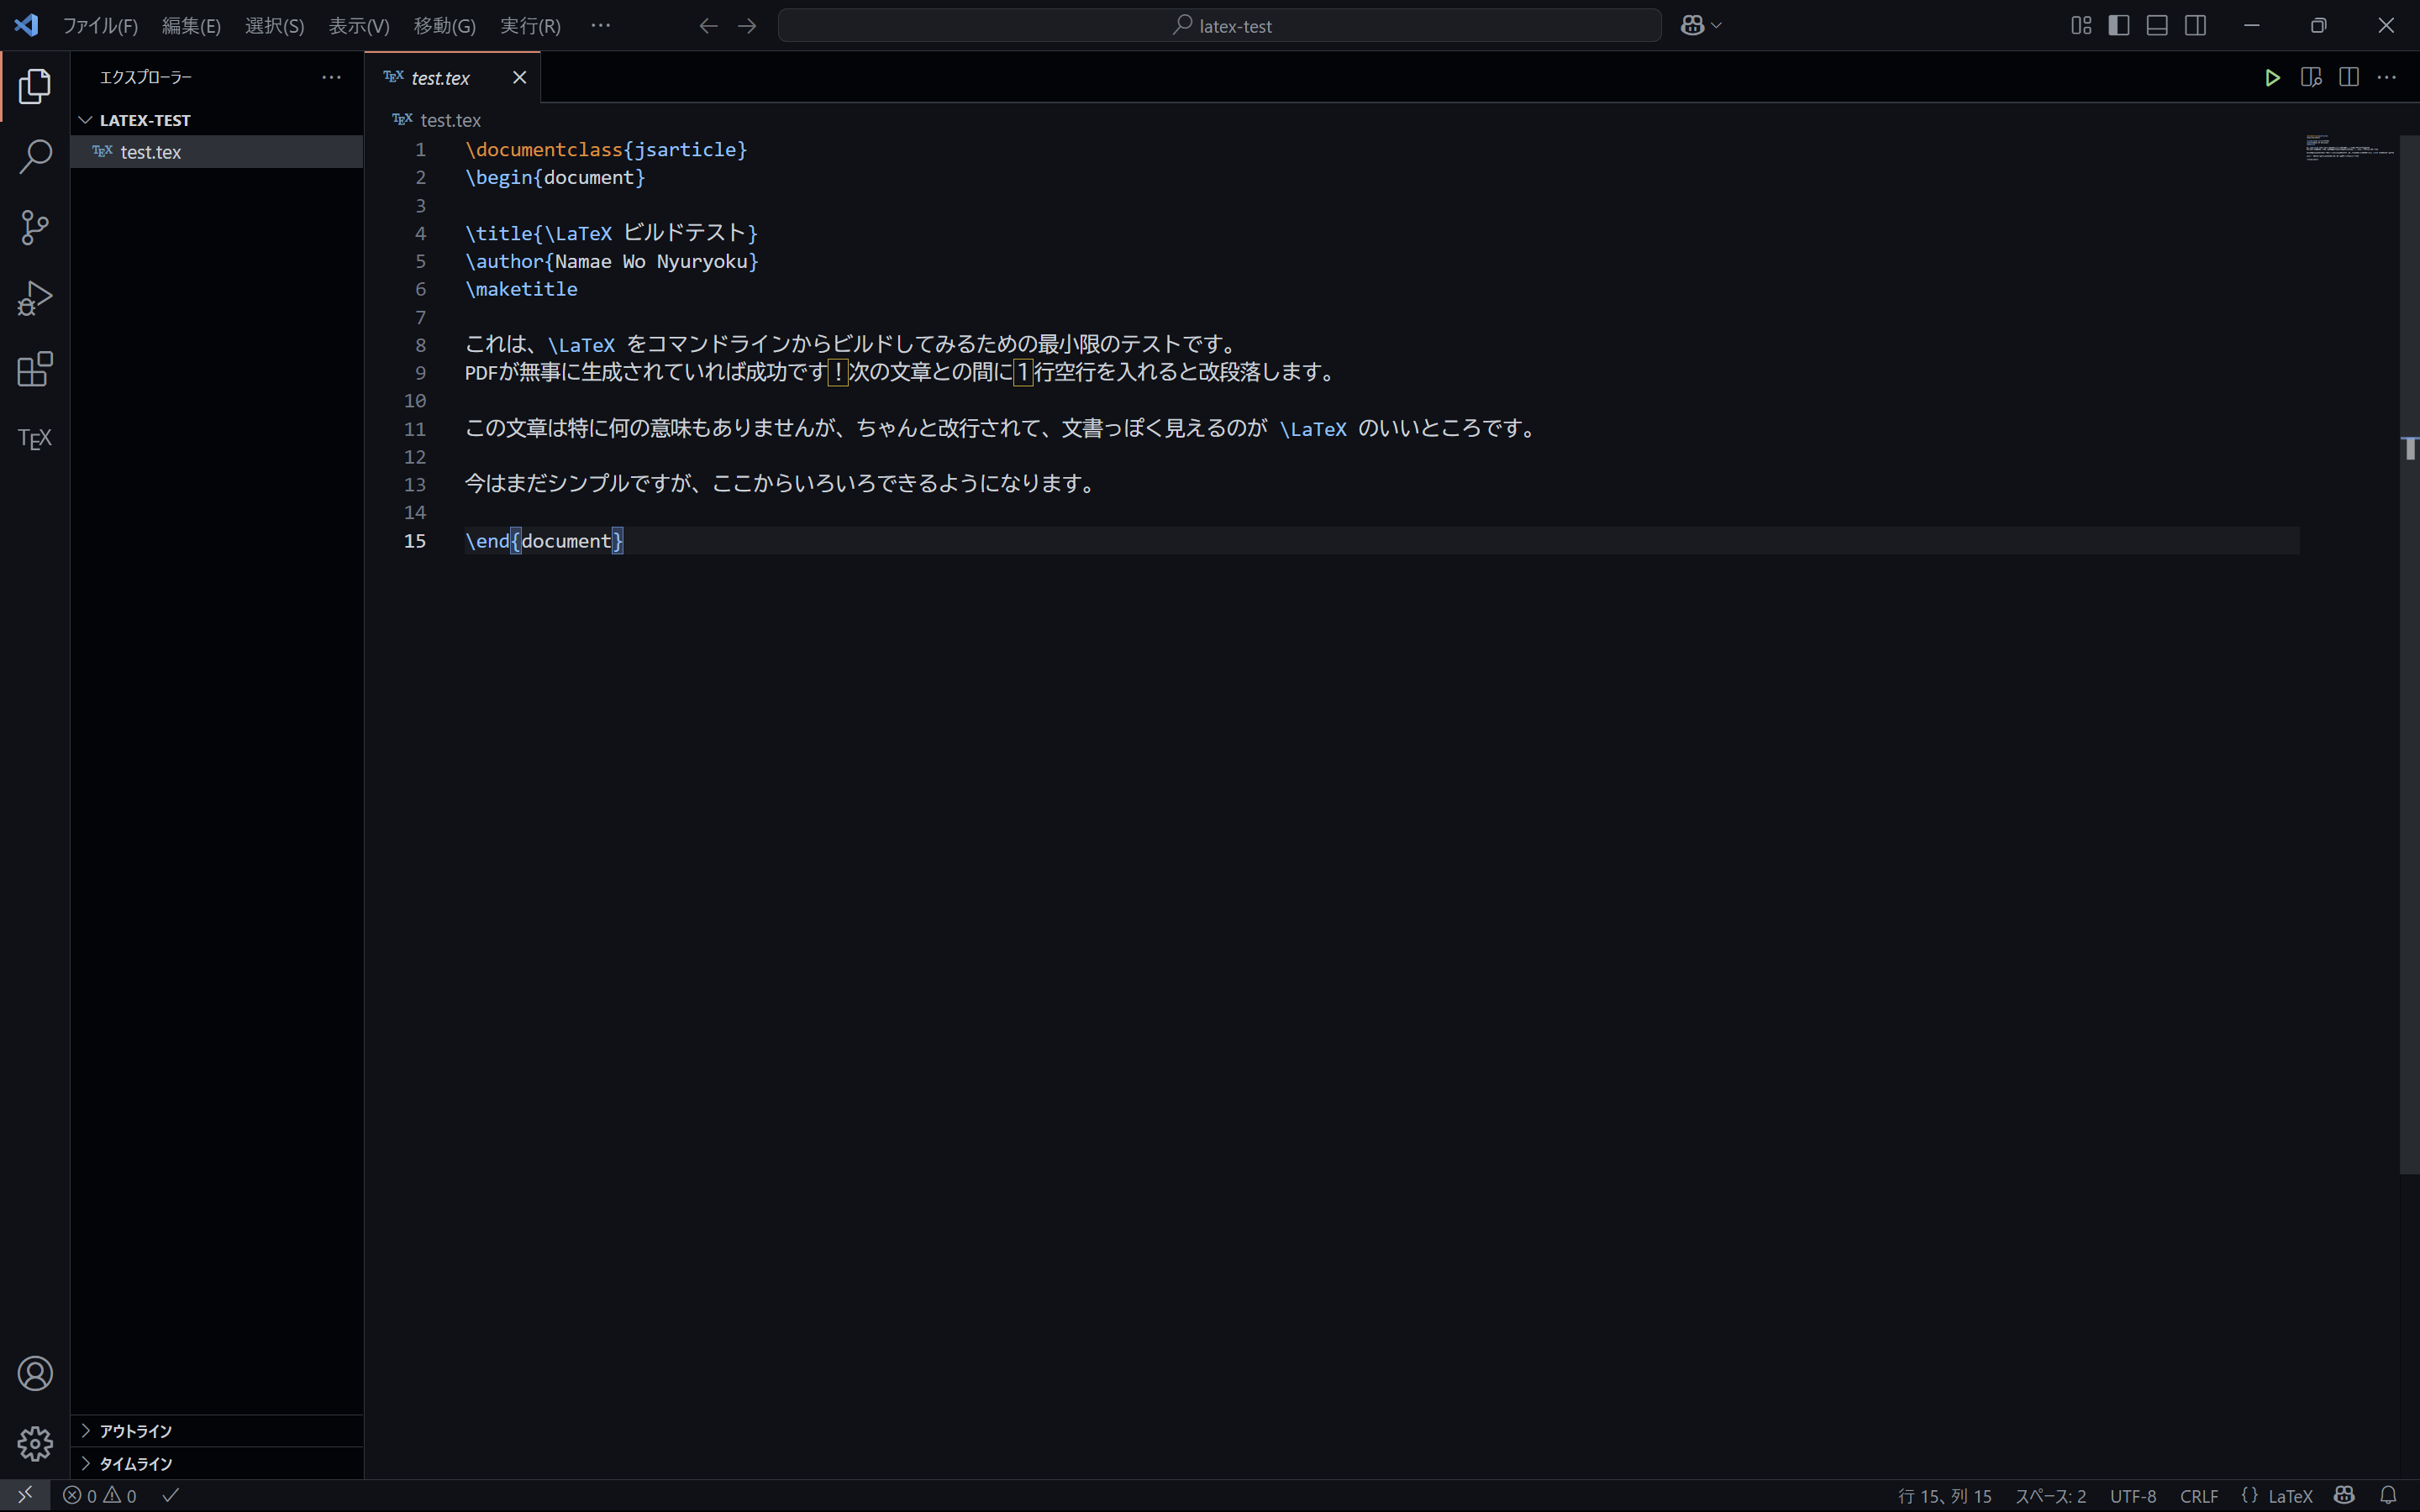 ファイル(F) 編集(E) 選択(S) 表示(V) 移動(G) 実行(R) ··· latex-test
エクスプローラー ···
LATEX-TEST
TEX test.tex
アウトライン
タイムライン
TEX
TEX test.tex
TEX test.tex
1 \documentclass{jsarticle}
2 \begin{document}
3
4 \title{\LaTeX ビルドテスト}
5 \author{Namae Wo Nyuryoku}
6 \maketitle
7
8 これは、\LaTeX をコマンドラインからビルドしてみるための最小限のテストです。
9 PDFが無事に生成されていれば成功です！次の文章との間に１行空行を入れると改段落します。
10
11 この文章は特に何の意味もありませんが、ちゃんと改行されて、文書っぽく見えるのが \LaTeX のいいところです。
12
13 今はまだシンプルですが、ここからいろいろできるようになります。
14
15 \end{document}
0 0 行 15、列 15 スペース: 2 UTF-8 CRLF {} LaTeX